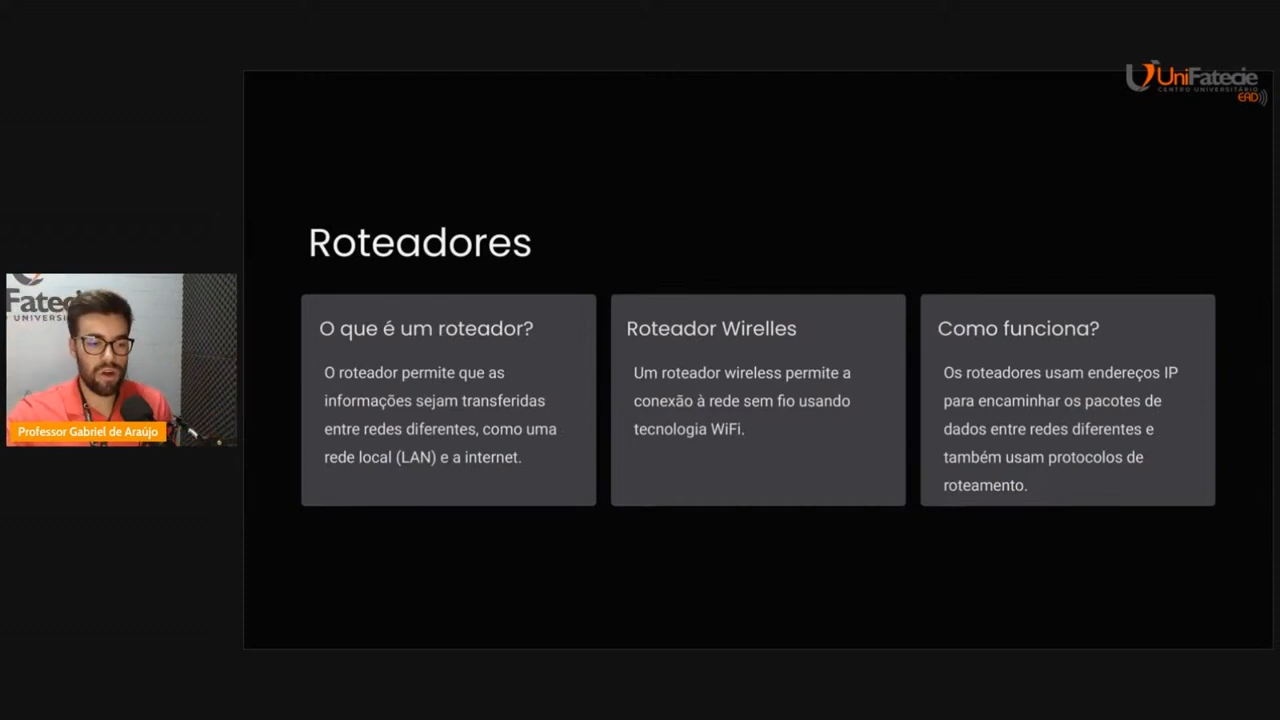 UniFatecie
CENTRO UNIVERSITÁRIO
EAD
Roteadores
O que é um roteador?
O roteador permite que as
informações sejam transferidas
entre redes diferentes, como uma
rede local (LAN) e a internet.
Roteador Wirelles
Um roteador wireless permite a
conexão à rede sem fio usando
tecnologia WiFi.
Como funciona?
Os roteadores usam endereços IP
para encaminhar os pacotes de
dados entre redes diferentes e
também usam protocolos de
roteamento.
Fatecie
UNIVERSI
Professor Gabriel de Araújo